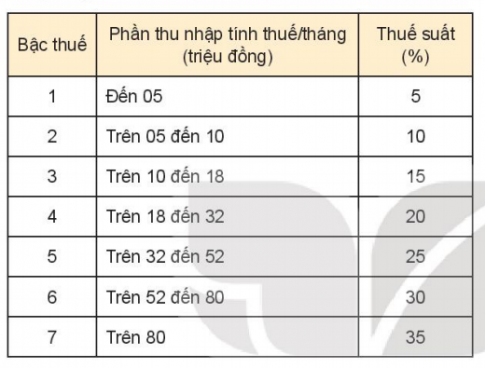 Bậc thuế Phần thu nhập tính thuế/tháng (triệu đồng) Thuế suất (%)
1 Đến 05 5
2 Trên 05 đến 10 10
3 Trên 10 đến 18 15
4 Trên 18 đến 32 20
5 Trên 32 đến 52 25
6 Trên 52 đến 80 30
7 Trên 80 35